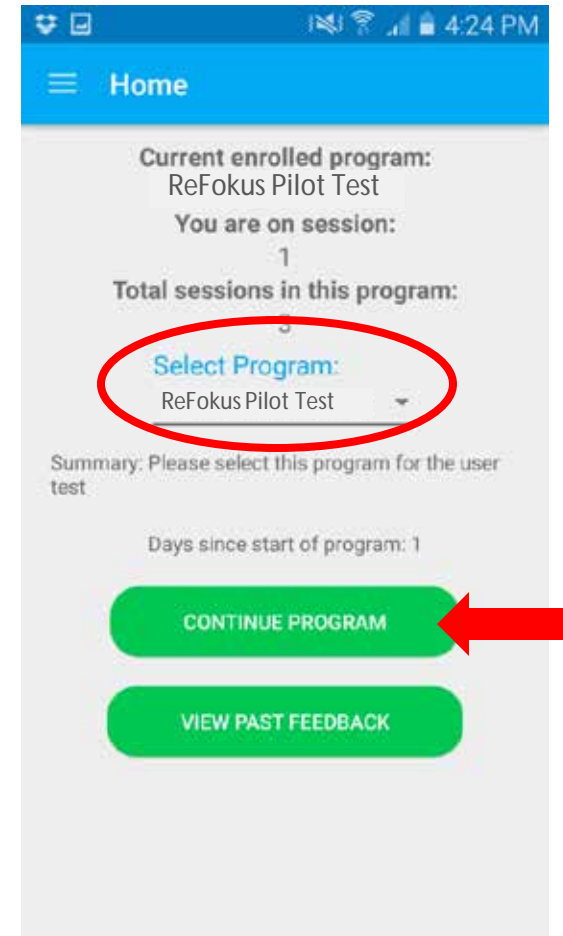 4:24 PM
Home
Current enrolled program:
ReFokus Pilot Test
You are on session:
1
Total sessions in this program:
Select Program:
ReFokus Pilot Test
Summary: Please select this program for the user
test
Days since start of program: 1
CONTINUE PROGRAM
VIEW PAST FEEDBACK